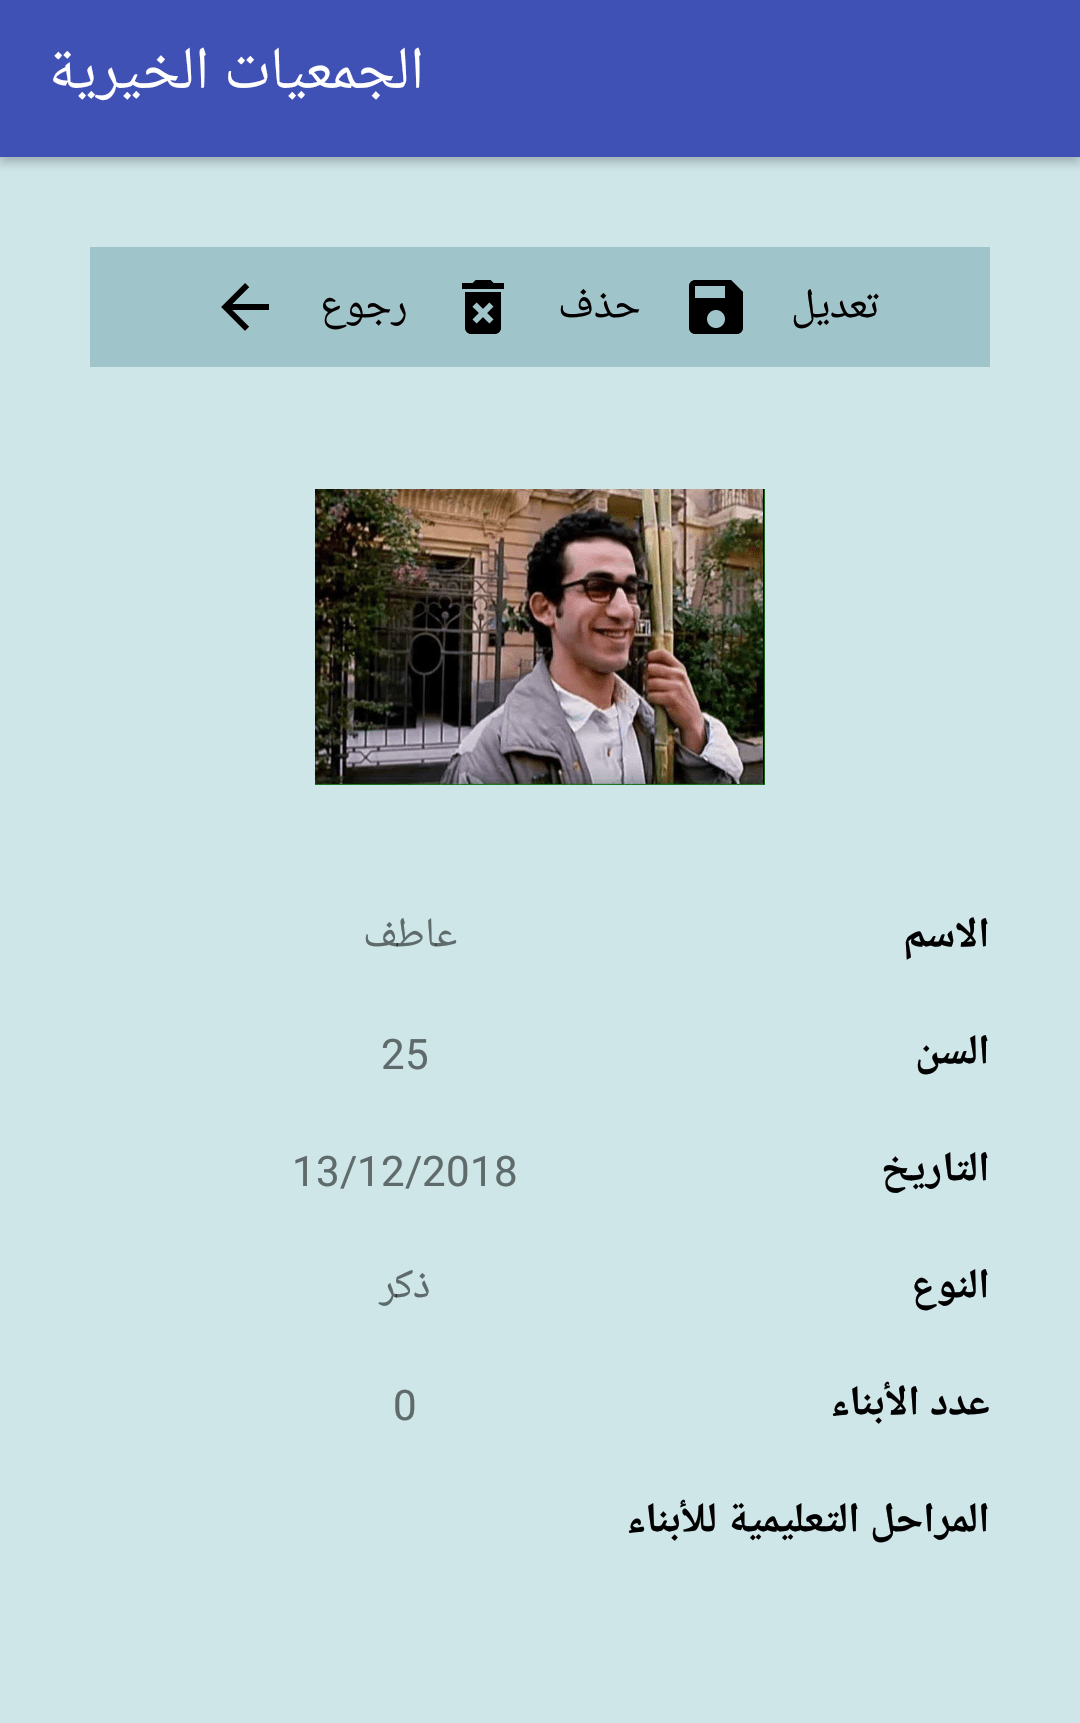 الجمعيات الخيرية
تعديل حذف رجوع
الاسم عاطف
السن 25
التاريخ 13/12/2018
النوع ذكر
عدد الأبناء 0
المراحل التعليمية للأبناء